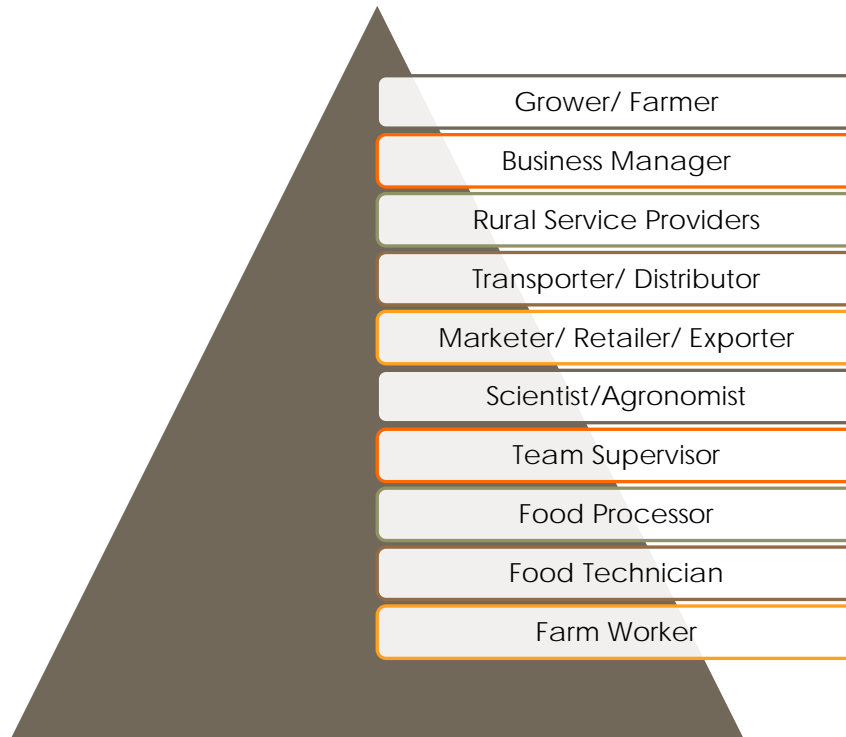 Grower/ Farmer
Business Manager
Rural Service Providers
Transporter/ Distributor
Marketer/ Retailer/ Exporter
Scientist/Agronomist
Team Supervisor
Food Processor
Food Technician
Farm Worker